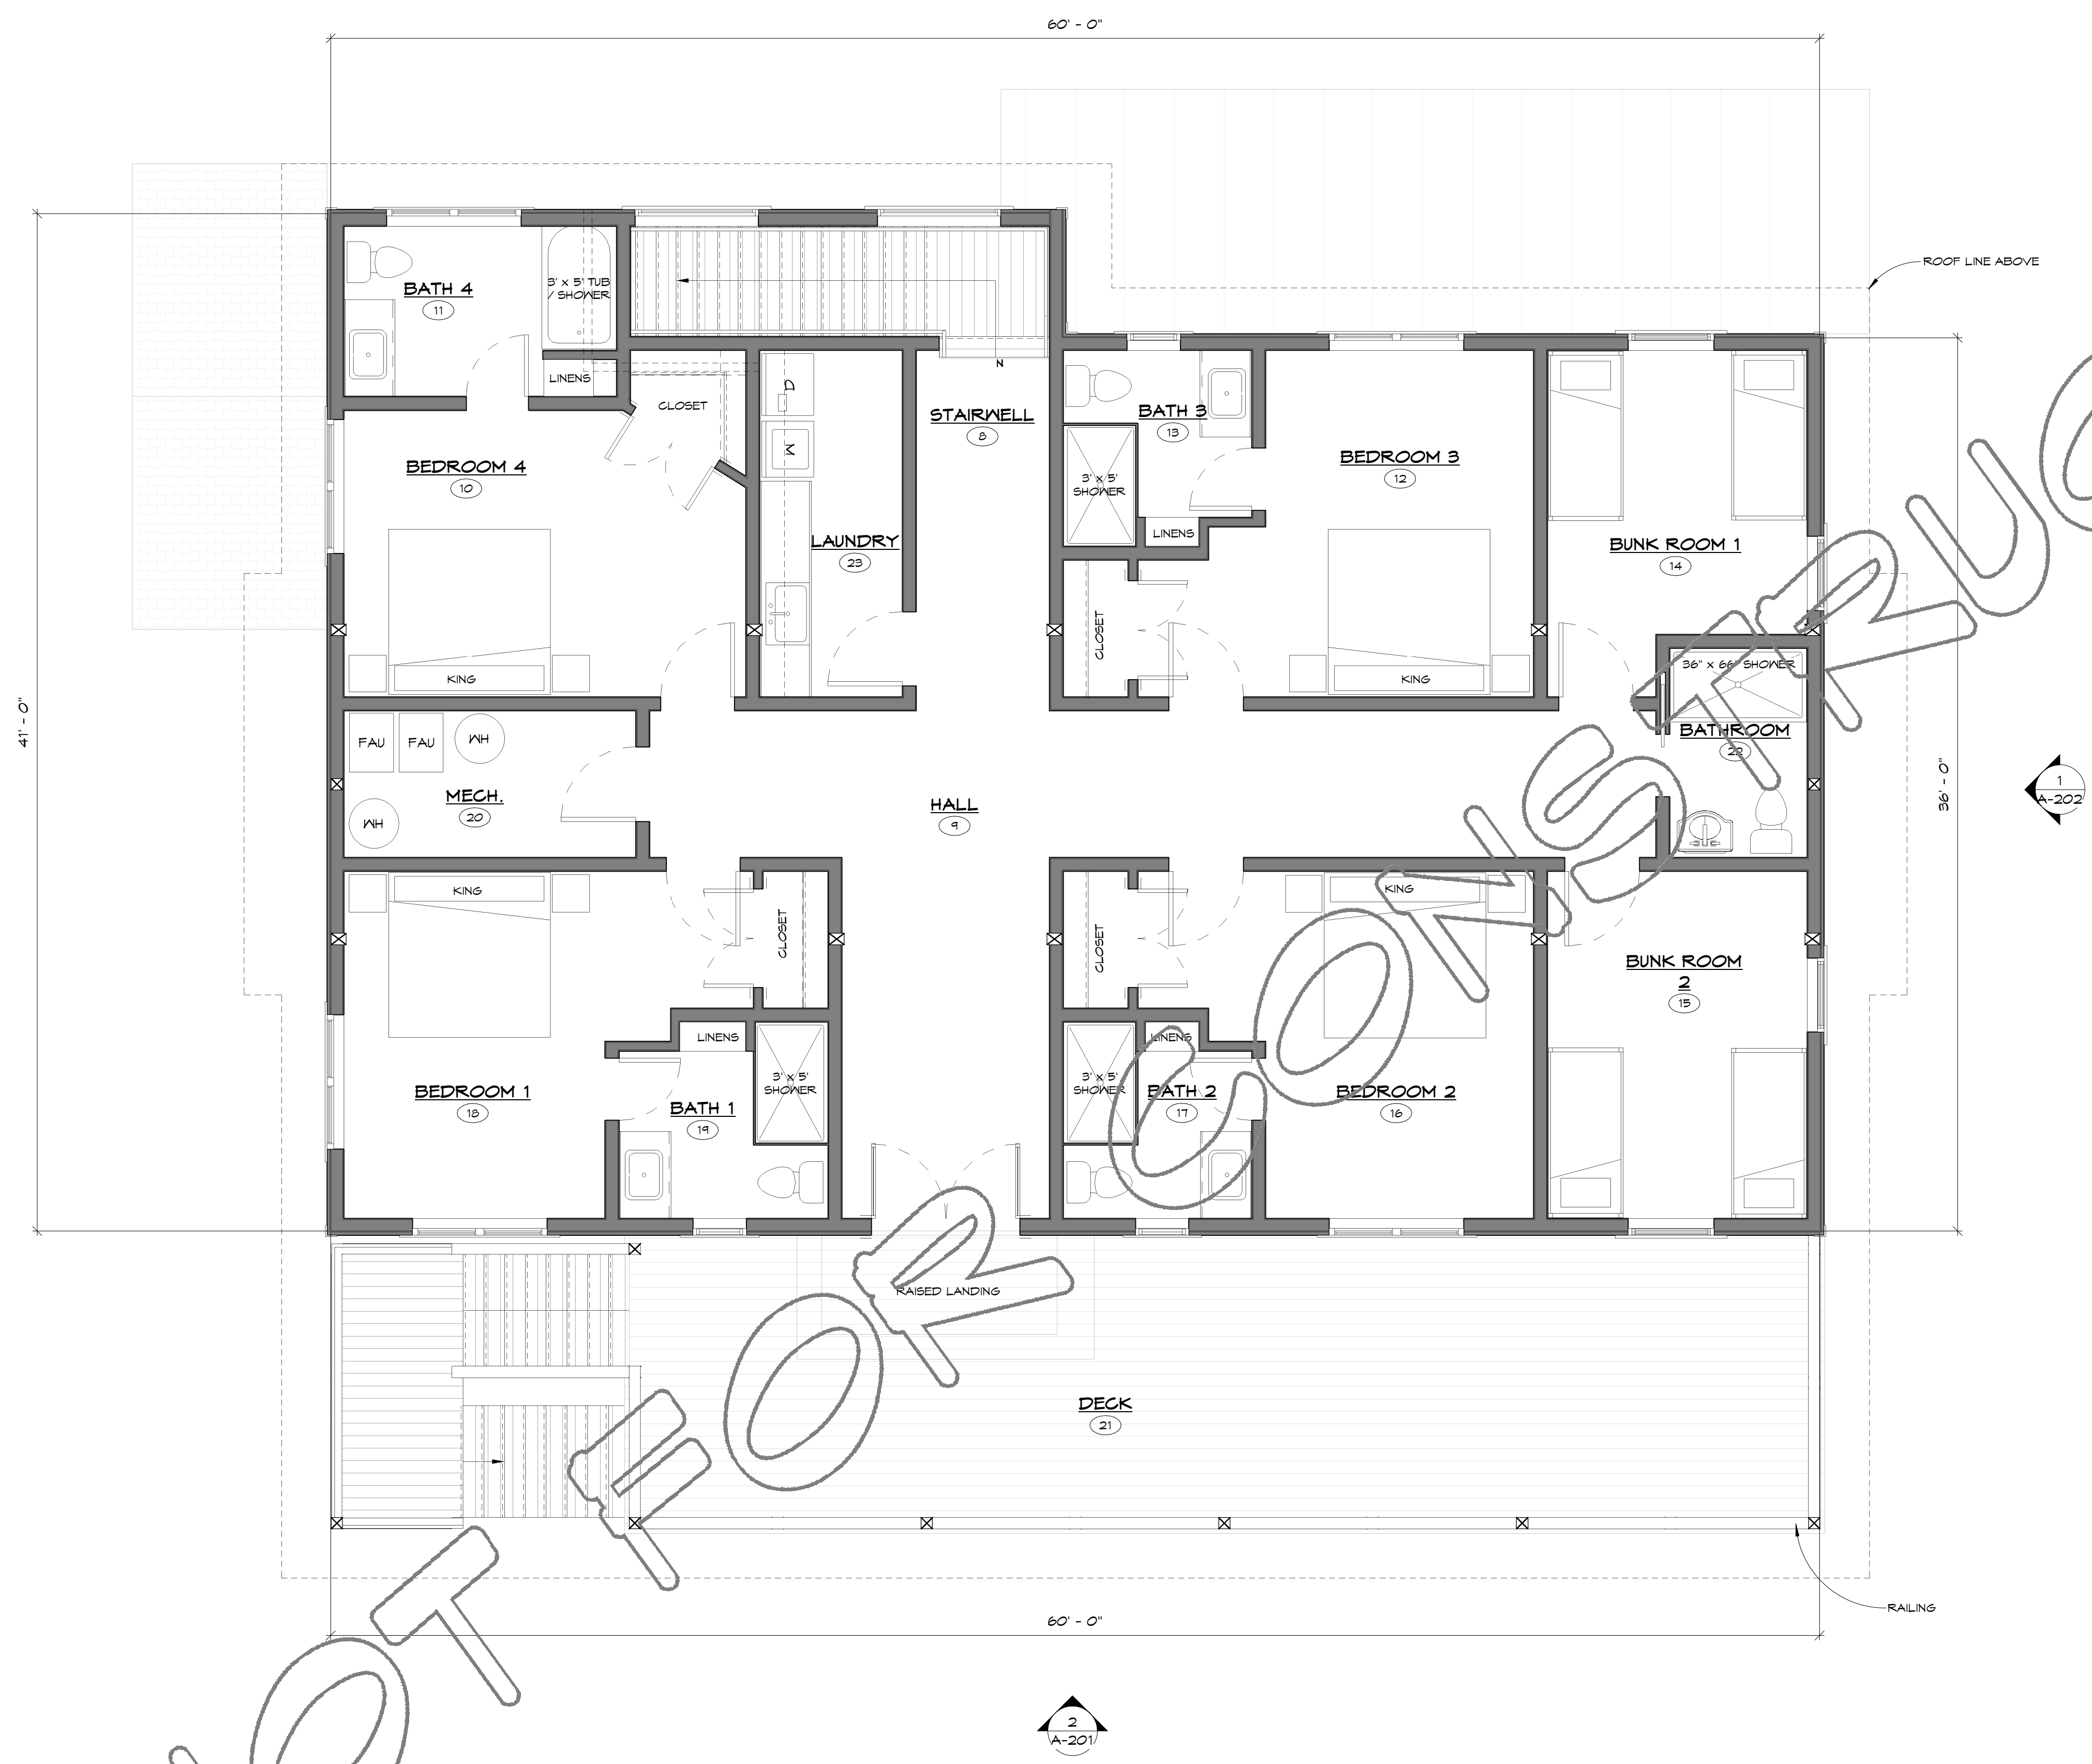 60' - 0"
ROOF LINE ABOVE
BATH 4
11
3' x 5' TUB
/ SHOWER
LINENS
CLOSET
D
W
N
STAIRWELL
8
BATH 3
13
3' x 5'
SHOWER
LINENS
BEDROOM 4
10
BEDROOM 3
12
LAUNDRY
23
BUNK ROOM 1
14
CLOSET
KING
KING
36" x 66" SHOWER
41' - 0"
36' - 0"
FAU
FAU
WH
WH
MECH.
20
HALL
9
BATHROOM
22
1
A-202
KING
CLOSET
CLOSET
KING
BUNK ROOM
2
15
LINENS
3' x 5'
SHOWER
BEDROOM 1
18
BATH 1
19
LINENS
3' x 5'
SHOWER
BATH 2
17
BEDROOM 2
16
RAISED LANDING
DECK
21
RAILING
60' - 0"
2
A-201
OT FOR CONSTRUC